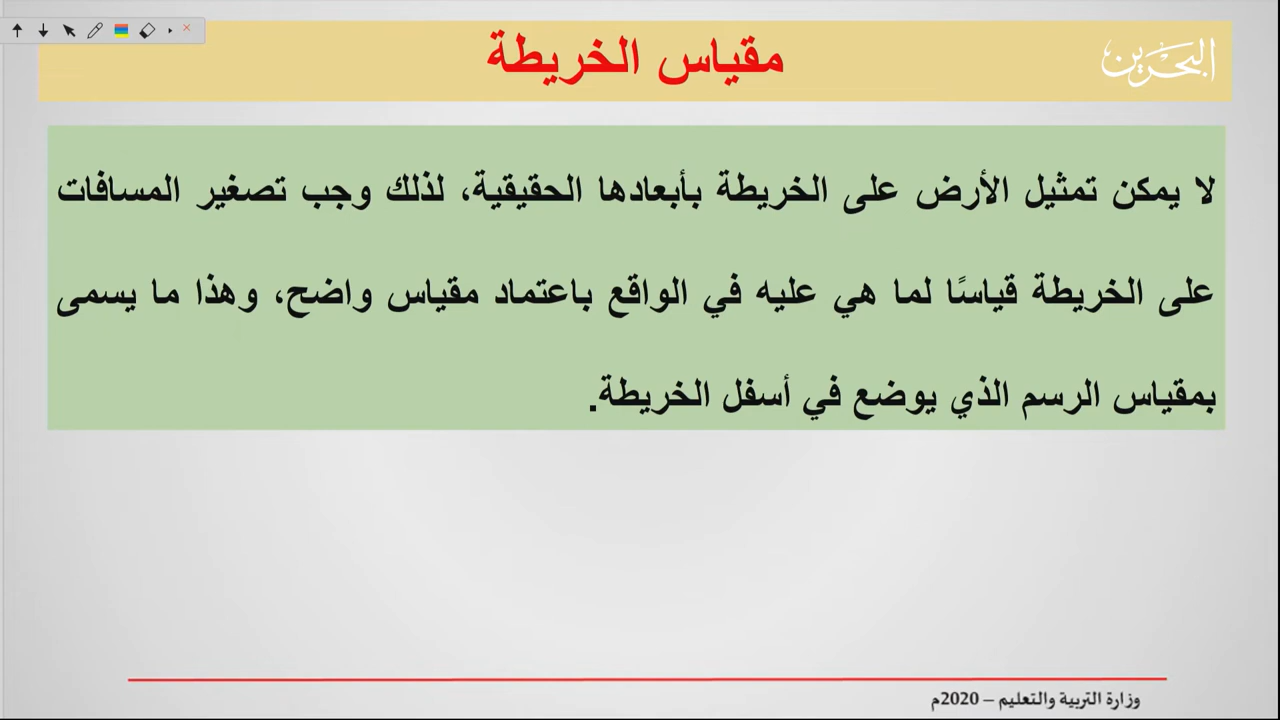 مقياس الخريطة
البحرين
لا يمكن تمثيل الأرض على الخريطة بأبعادها الحقيقية، لذلك وجب تصغير المسافات
على الخريطة قياسًا لما هي عليه في الواقع باعتماد مقياس واضح، وهذا ما يسمى
بمقياس الرسم الذي يوضع في أسفل الخريطة.
وزارة التربية والتعليم – 2020م